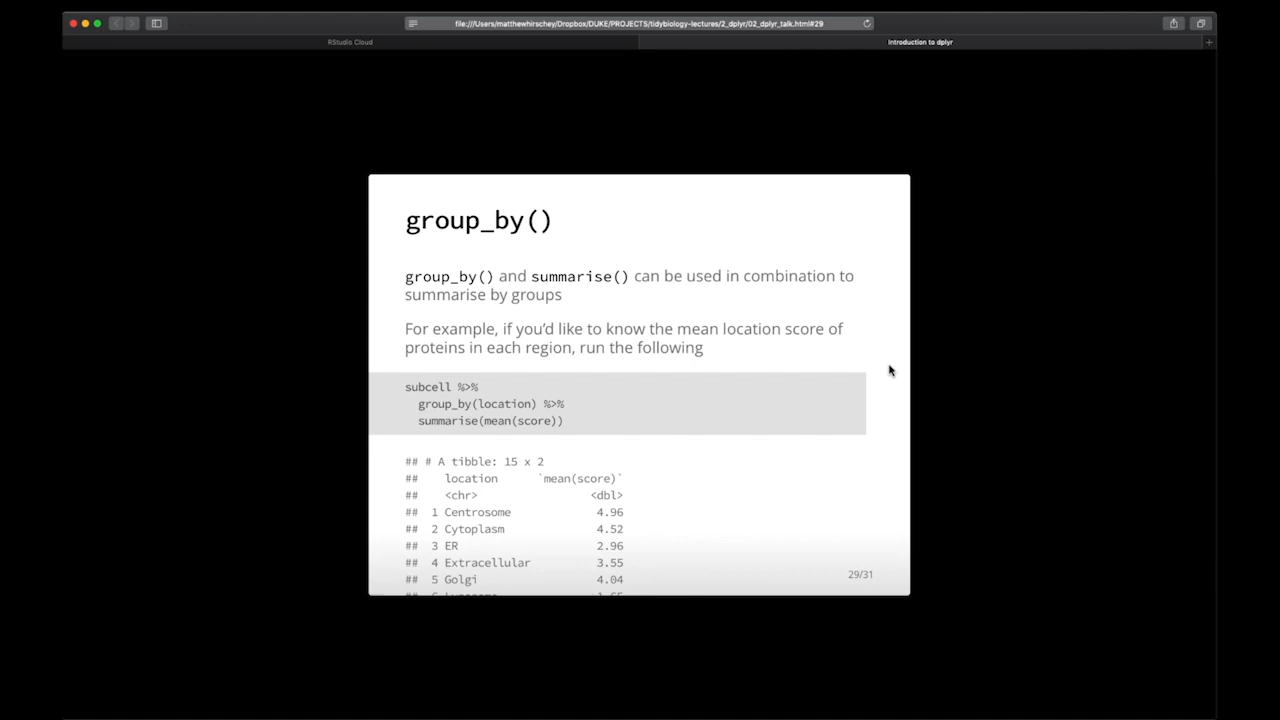 file:///Users/matthewhirschey/Dropbox/DUKE/PROJECTS/tidybiology-lectures/2_dplyr/02_dplyr_talk.html#29
RStudio Cloud
Introduction to dplyr
group_by()
group_by() and summarise() can be used in combination to
summarise by groups
For example, if you'd like to know the mean location score of
proteins in each region, run the following
subcell %>%
group_by(location) %>%
summarise(mean(score))
## # A tibble: 15 x 2
## location `mean(score)`
## <chr> <dbl>
## 1 Centrosome 4.96
## 2 Cytoplasm 4.52
## 3 ER 2.96
## 4 Extracellular 3.55
## 5 Golgi 4.04
29/31